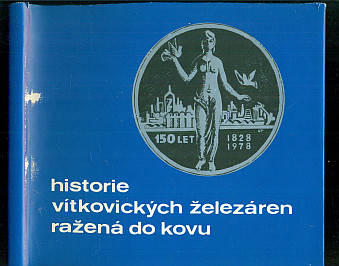 150 LET 1828
1978
historie
vítkovických železáren
ražená do kovu